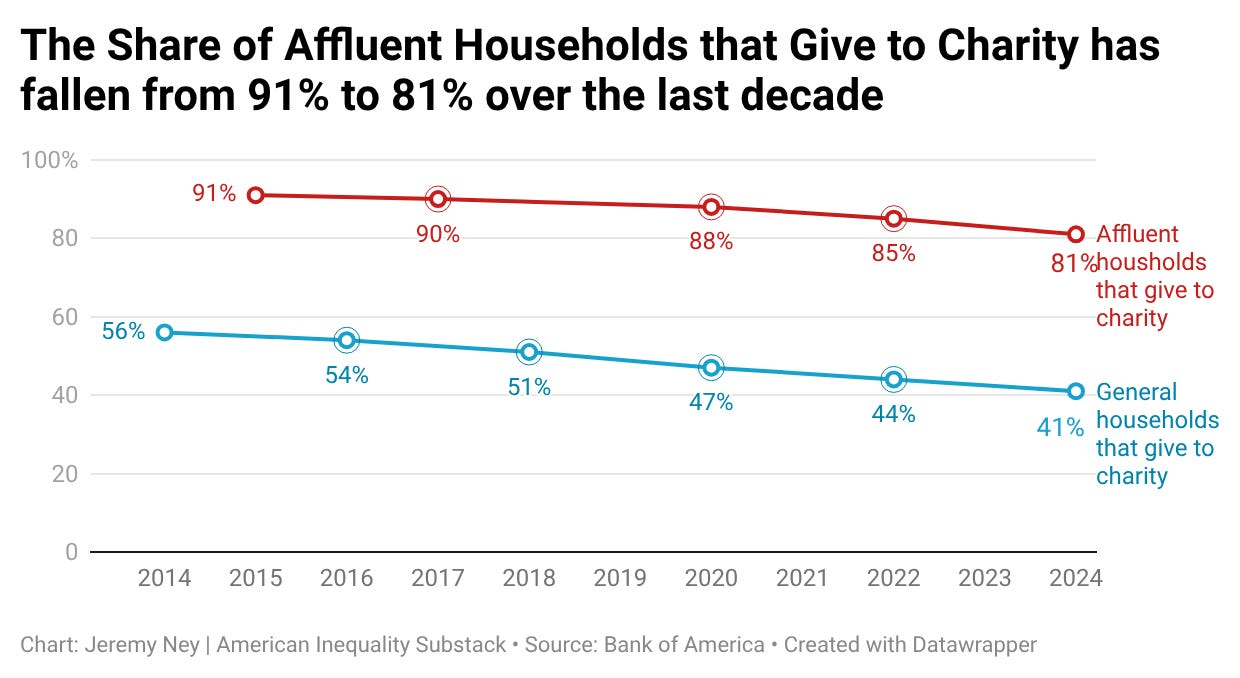 The Share of Affluent Households that Give to Charity has
fallen from 91% to 81% over the last decade
100%
80
60
40
20
0
91%
90%
88%
85%
81%
Affluent
housholds
that give to
charity
56%
54%
51%
47%
44%
41%
General
households
that give to
charity
2014 2015 2016 2017 2018 2019 2020 2021 2022 2023 2024
Chart: Jeremy Ney | American Inequality Substack • Source: Bank of America • Created with Datawrapper